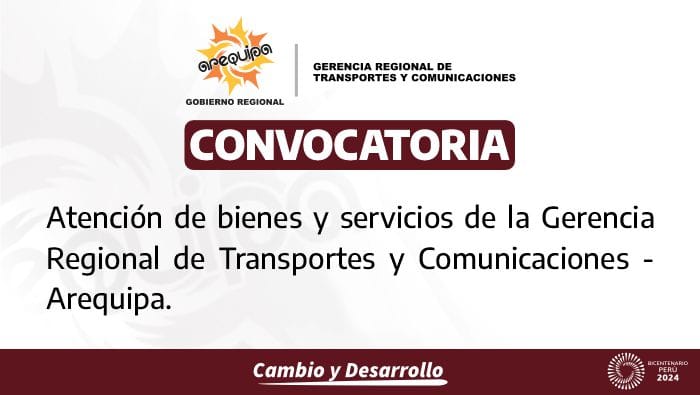 arequipa
GOBIERNO REGIONAL
GERENCIA REGIONAL DE
TRANSPORTES Y COMUNICACIONES
CONVOCATORIA
Atención de bienes y servicios de la Gerencia
Regional de Transportes y Comunicaciones -
Arequipa.
Cambio y Desarrollo
BICENTENARIO
PERÚ
2024